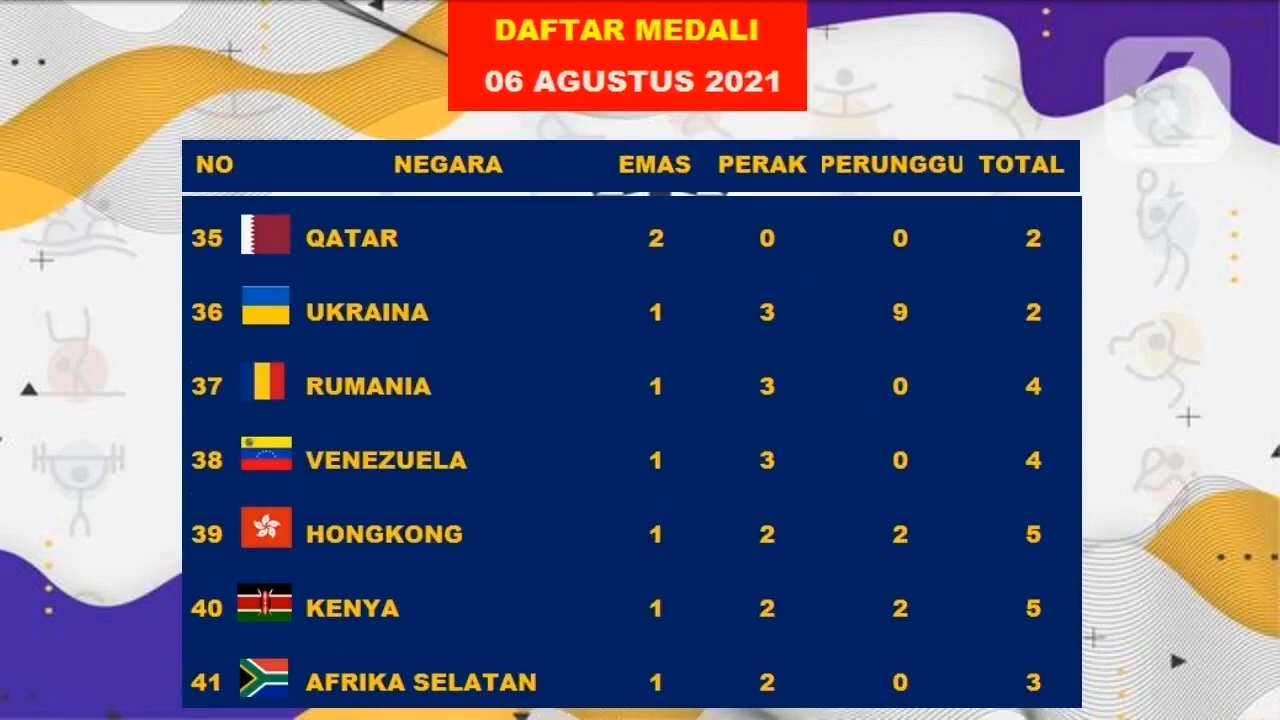 DAFTAR MEDALI
06 AGUSTUS 2021
NO NEGARA EMAS PERAK PERUNGGU TOTAL
35 QATAR 2 0 0 2
36 UKRAINA 1 3 9 2
37 RUMANIA 1 3 0 4
38 VENEZUELA 1 3 0 4
39 HONGKONG 1 2 2 5
40 KENYA 1 2 2 5
41 AFRIKA SELATAN 1 2 0 3